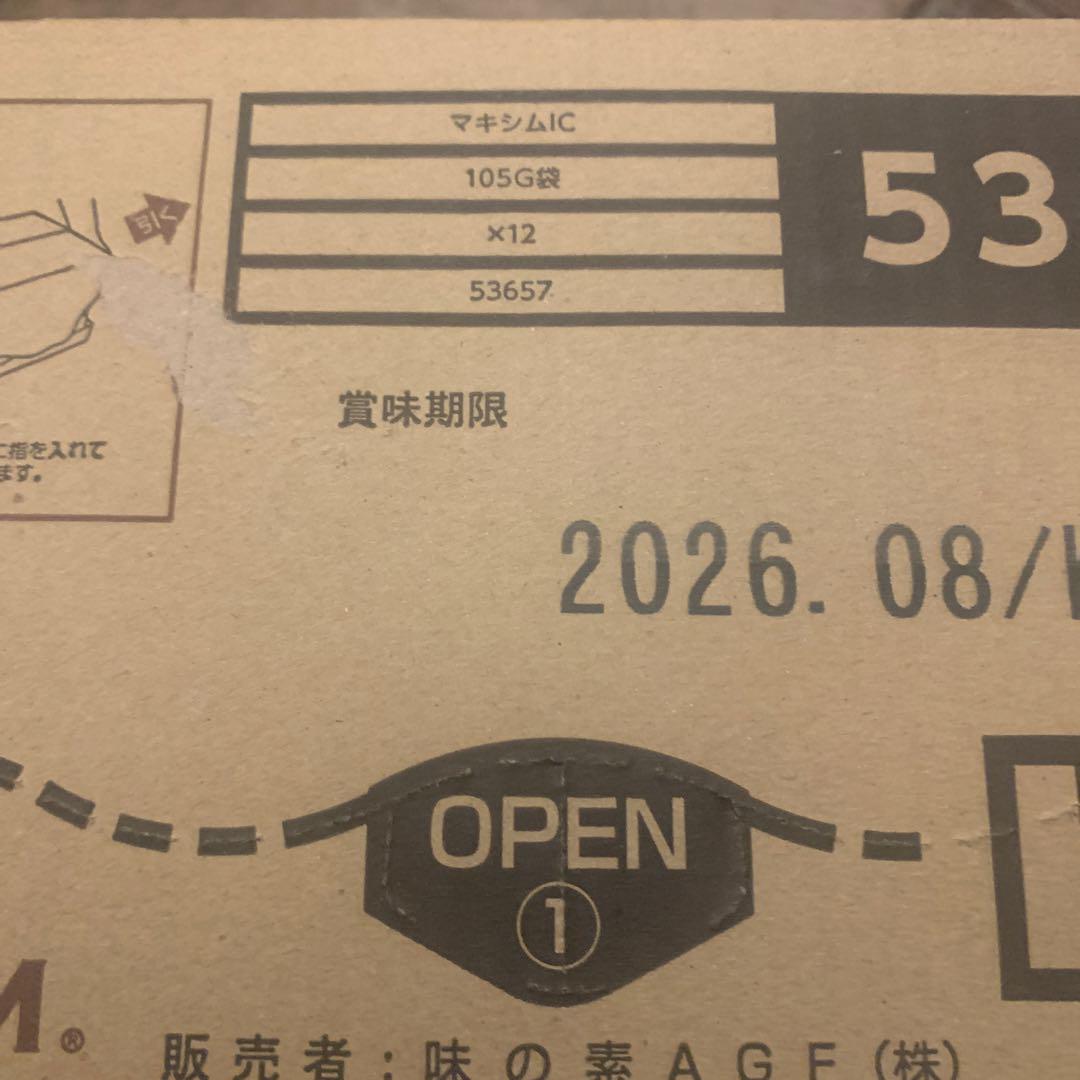 マキシムIC
105G袋
×12
53657
53
引く
指を入れて
ます。
賞味期限
2026.08/
OPEN
①
M®
販売者:味の素AGF(株)